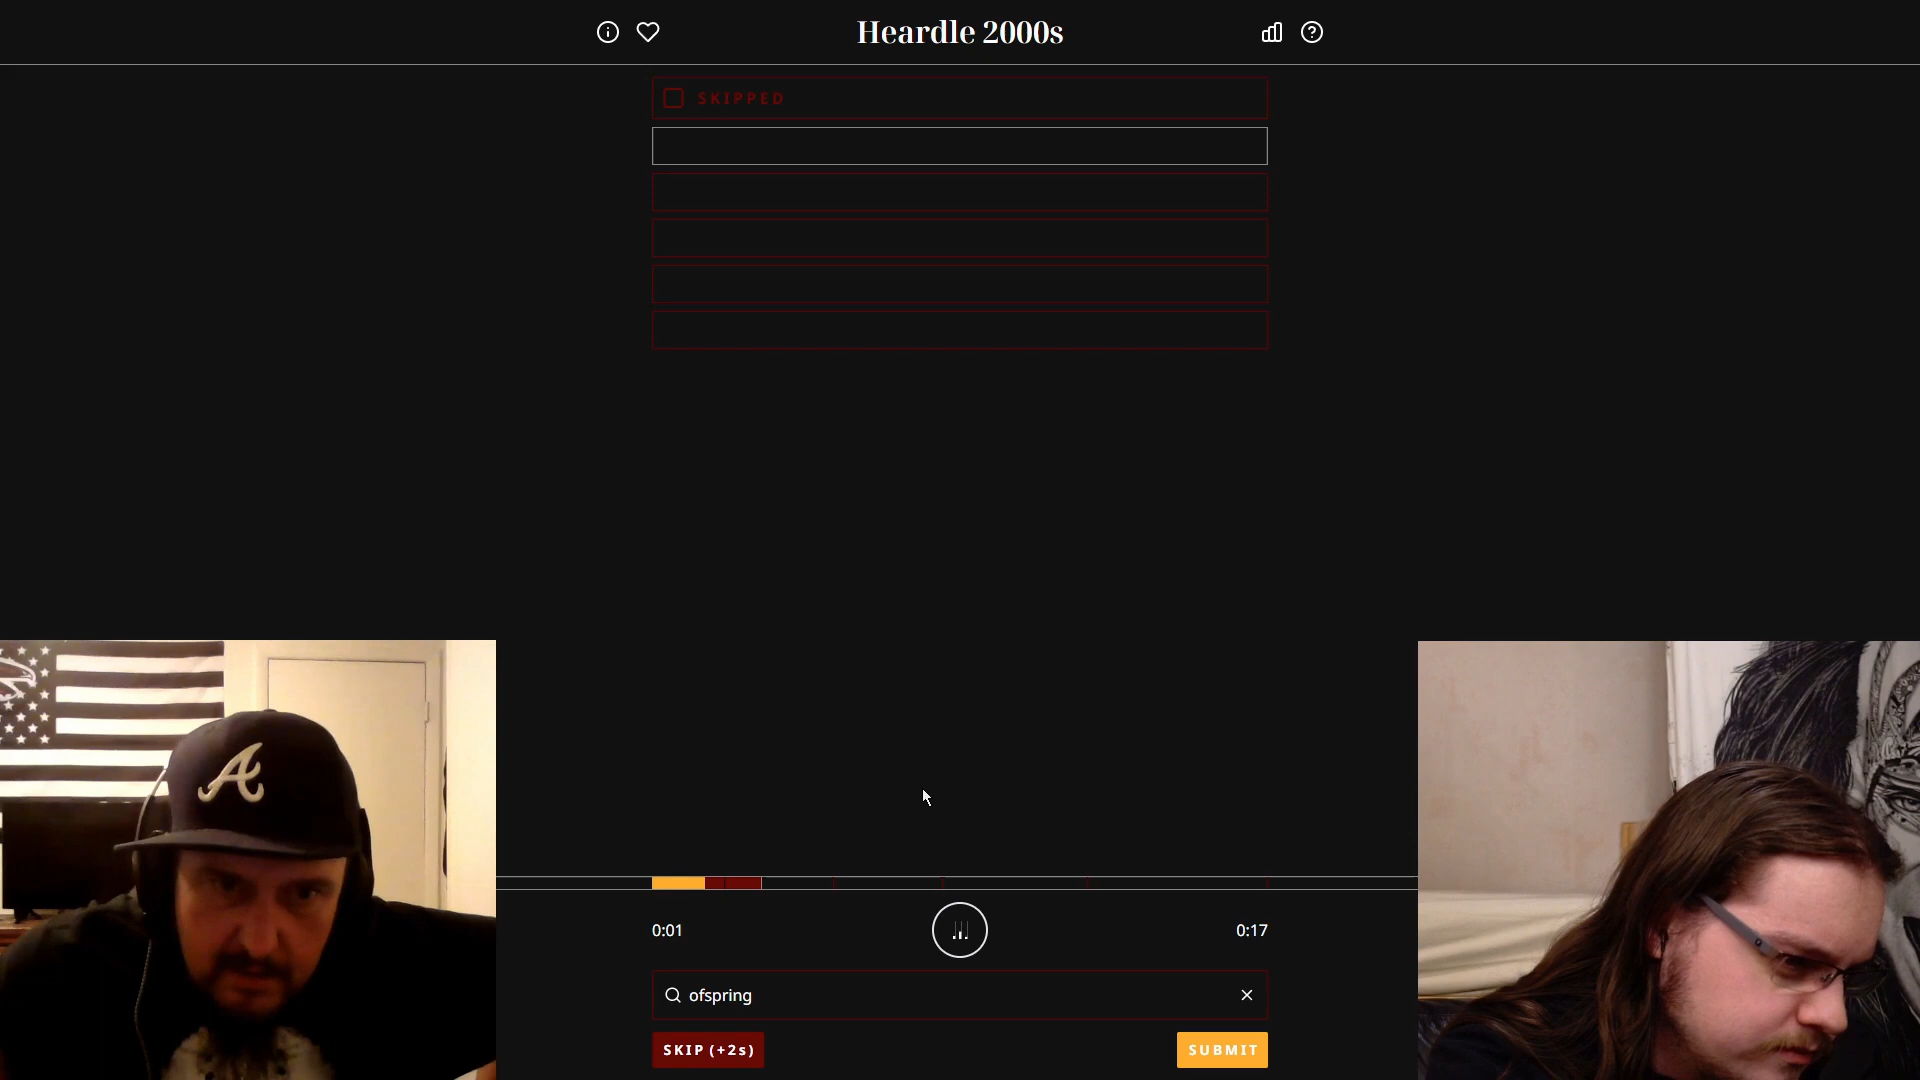 Heardle 2000s
SKIPPED
0:01
0:17
ofspring
SKIP (+2s)
SUBMIT
A